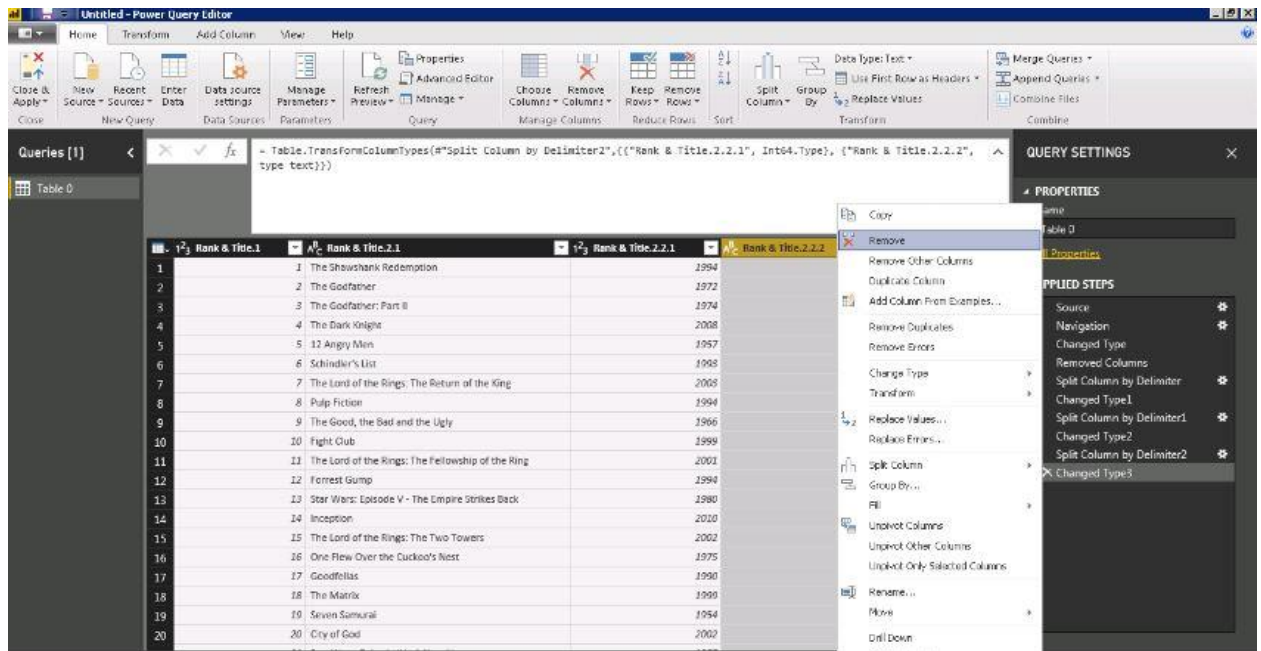 Untitled - Power Query Editor
Home Transform Add Column View Help
Close & Apply
New Source
Recent Sources
Enter Data
Data source settings
Manage Parameters
Refresh Preview
Properties
Advanced Editor
Manage
Choose Columns
Remove Columns
Keep Rows
Remove Rows
Split Column
Group By
Data Type: Text
Use First Row as Headers
Replace Values
Merge Queries
Append Queries
Combine Files
Close New Query Data Sources Parameters Query Manage Columns Reduce Rows Sort Transform Combine
Queries [1]
Table 0
fx
= Table.TransformColumnTypes(#"Split Column by Delimiter2",{{"Rank & Title.2.2.1", Int64.Type}, {"Rank & Title.2.2.2",
type text}})
Rank & Title.1 Rank & Title.2.1 Rank & Title.2.2.1 Rank & Title.2.2.2
1 1 The Shawshank Redemption 1994
2 2 The Godfather 1972
3 3 The Godfather: Part II 1974
4 4 The Dark Knight 2008
5 5 12 Angry Men 1957
6 6 Schindler's List 1993
7 7 The Lord of the Rings: The Return of the King 2003
8 8 Pulp Fiction 1994
9 9 The Good, the Bad and the Ugly 1966
10 10 Fight Club 1999
11 11 The Lord of the Rings: The Fellowship of the Ring 2001
12 12 Forrest Gump 1994
13 13 Star Wars: Episode V - The Empire Strikes Back 1980
14 14 Inception 2010
15 15 The Lord of the Rings: The Two Towers 2002
16 16 One Flew Over the Cuckoo's Nest 1975
17 17 Goodfellas 1990
18 18 The Matrix 1999
19 19 Seven Samurai 1954
20 20 City of God 2002
Copy
Remove
Remove Other Columns
Duplicate Column
Add Column From Examples...
Remove Duplicates
Remove Errors
Change Type
Transform
Replace Values...
Replace Errors...
Split Column
Group By...
Fill
Unpivot Columns
Unpivot Other Columns
Unpivot Only Selected Columns
Rename...
Move
Drill Down
QUERY SETTINGS
PROPERTIES
Table 0
Properties
APPLIED STEPS
Source
Navigation
Changed Type
Removed Columns
Split Column by Delimiter
Changed Type1
Split Column by Delimiter1
Changed Type2
Split Column by Delimiter2
Changed Type3